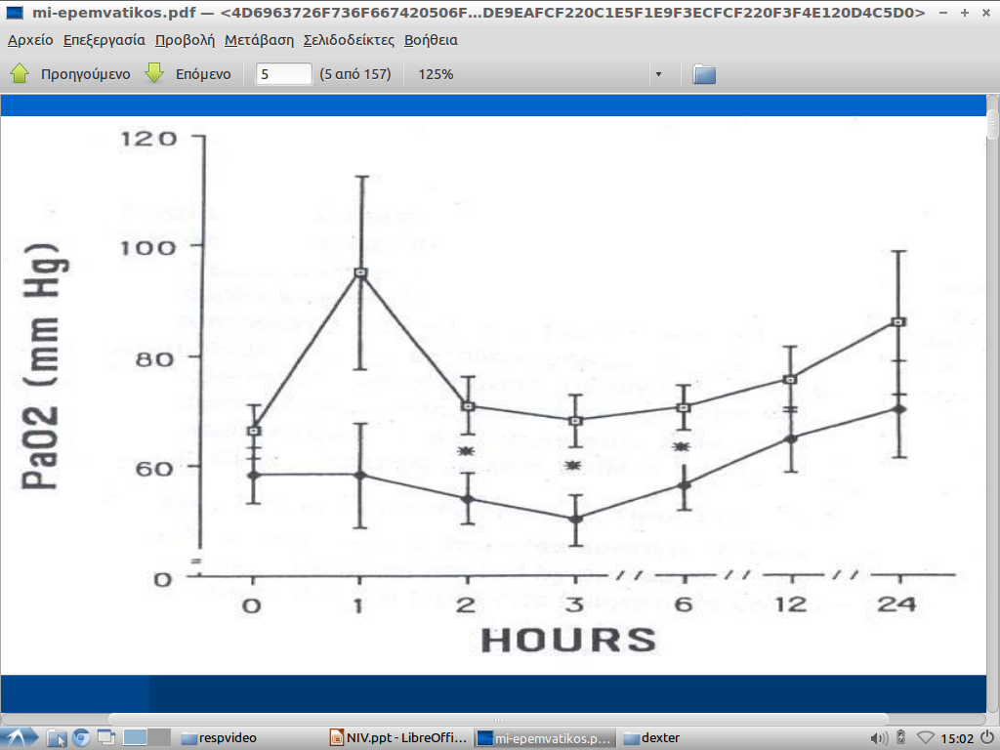 mi-epemvatikos.pdf — <4D6963726F736F667420506F...DE9EAFCF220C1E5F1E9F3ECFCF220F3F4E120D4C5D0>
Αρχείο Επεξεργασία Προβολή Μετάβαση Σελιδοδείκτες Βοήθεια
Προηγούμενο Επόμενο 5 (5 από 157) 125%
120
100
80
60
0
PaO2 (mm Hg)
* * *
0 1 2 3 6 12 24
HOURS
respvideo NIV.ppt - LibreOffi... mi-epemvatikos.p... dexter 15:02